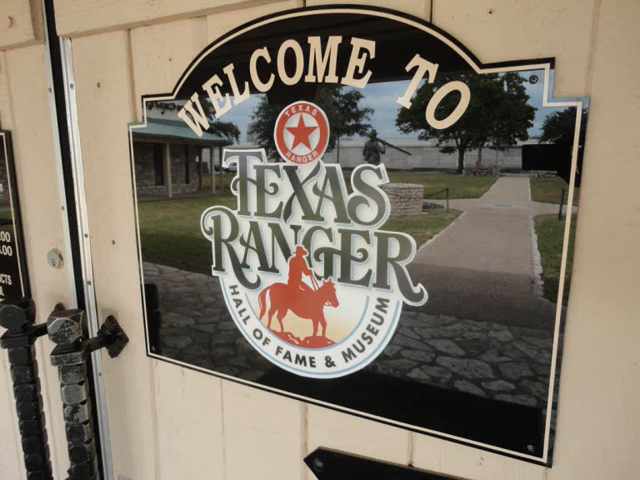 WELCOME TO
TEXAS
RANGER
TEXAS
RANGER
HALL OF FAME & MUSEUM